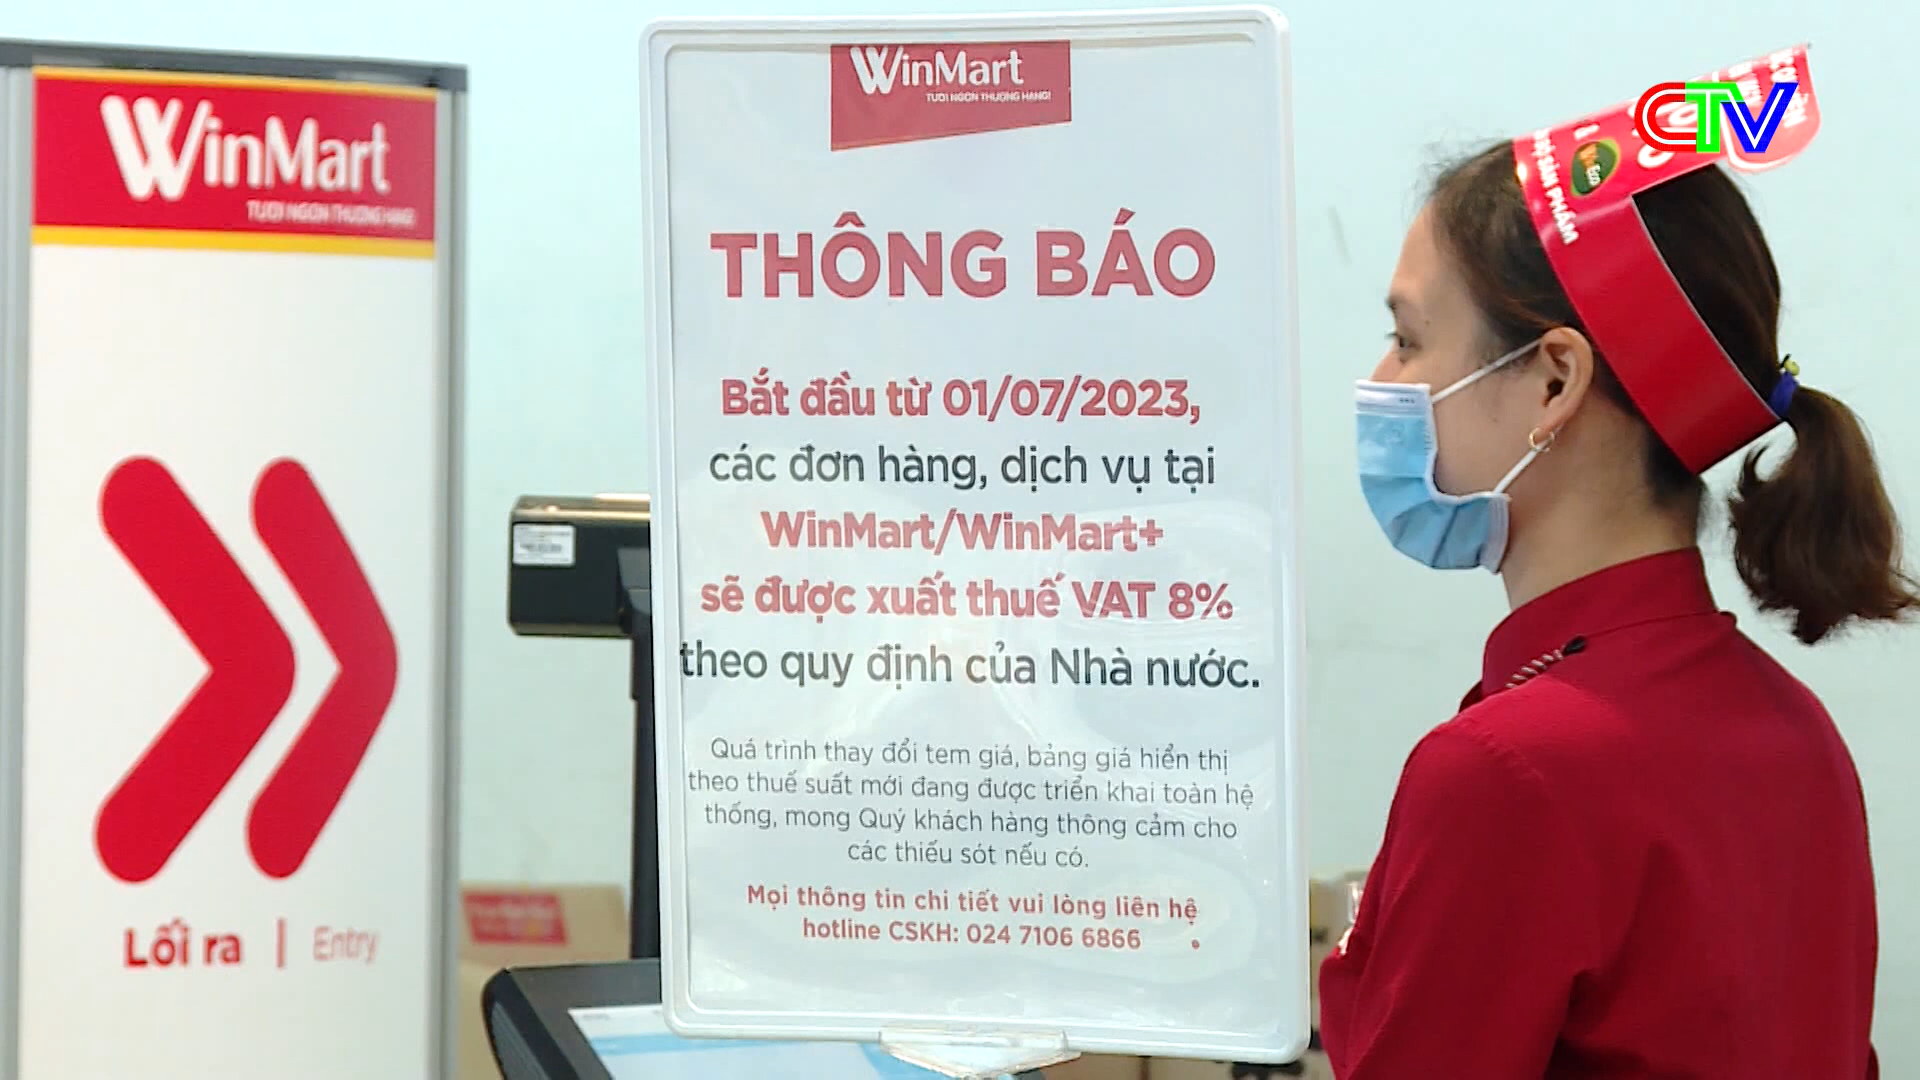 WinMart
TƯƠI NGON THƯỢNG HẠNG!
Lối ra | Entry
WinMart
TƯƠI NGON THƯỢNG HẠNG!
THÔNG BÁO
Bắt đầu từ 01/07/2023,
các đơn hàng, dịch vụ tại
WinMart/WinMart+
sẽ được xuất thuế VAT 8%
theo quy định của Nhà nước.
Quá trình thay đổi tem giá, bảng giá hiển thị
theo thuế suất mới đang được triển khai toàn hệ
thống, mong Quý khách hàng thông cảm cho
các thiếu sót nếu có.
Mọi thông tin chi tiết vui lòng liên hệ
hotline CSKH: 024 7106 6866
CTV
Eco
SẢN PHẨM